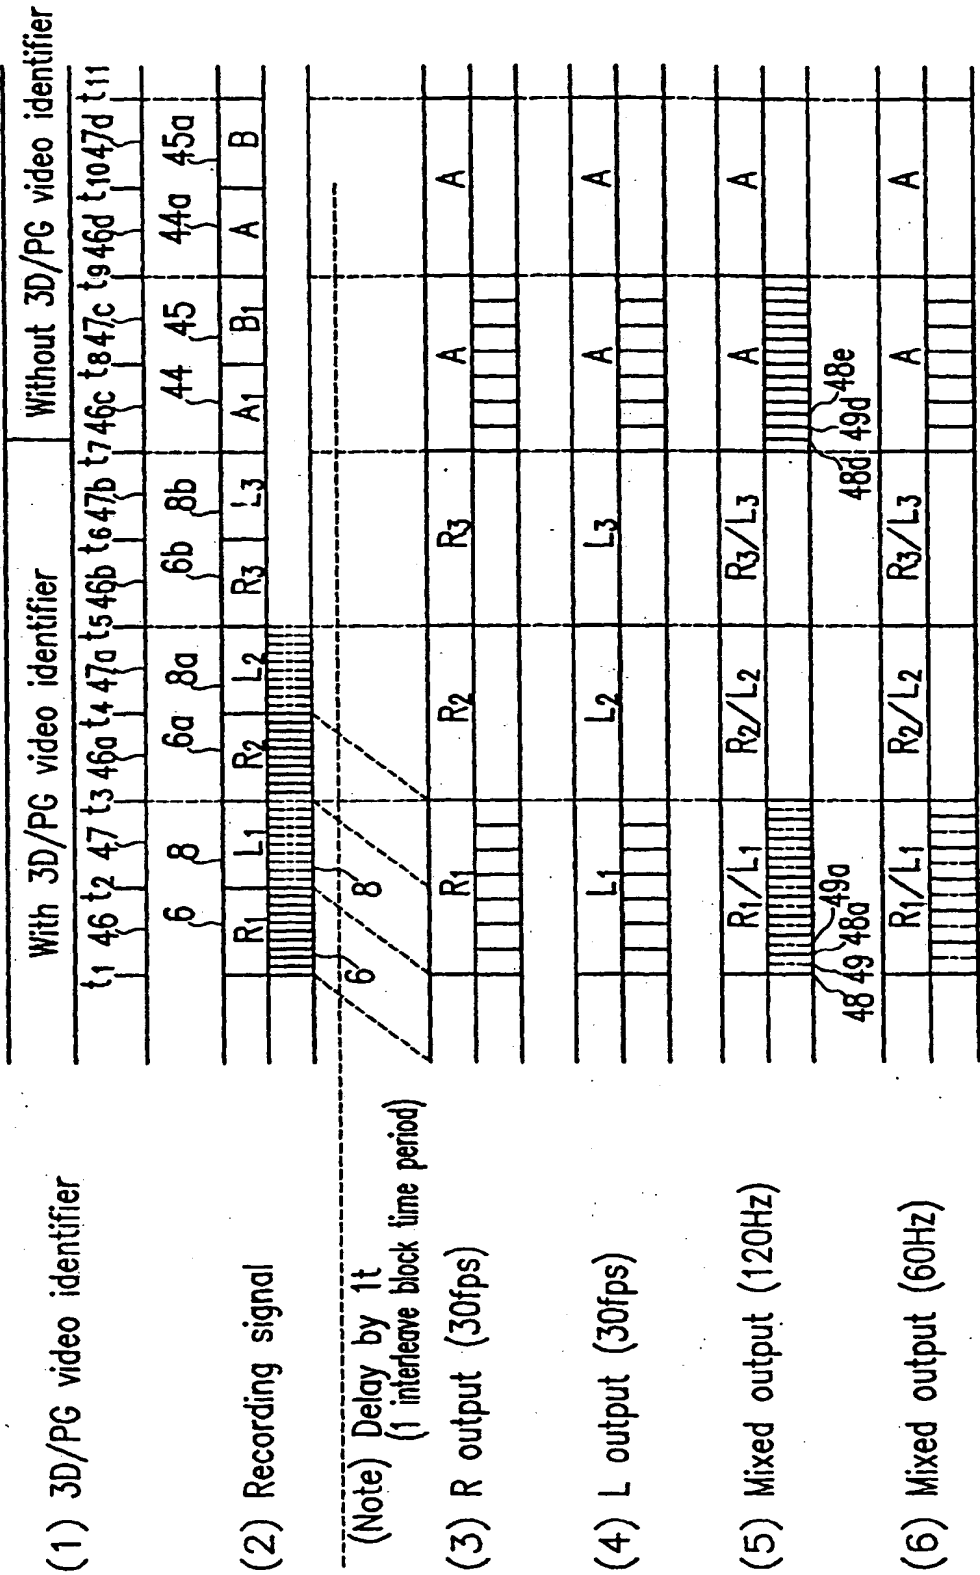 With 3D/PG video identifier
Without 3D/PG video identifier
(1) 3D/PG video identifier
t1 46 t2 47 t3 46a t4 47a t5 46b t6 47b t7 46c t8 47c t9 46d t10 47d t11
6 8 6a 8a 6b 8b 44 45 44a 45a
(2) Recording signal
R1 L1 R2 L2 R3 L3 A1 B1 A B
6 8
(Note) Delay by 1t
(1 interleave block time period)
(3) R output (30fps)
R1 R2 R3 A A
(4) L output (30fps)
L1 L2 L3 A A
(5) Mixed output (120Hz)
R1/L1 R2/L2 R3/L3 A A
48 49 48a 49a 48d 49d 48e
(6) Mixed output (60Hz)
R1/L1 R2/L2 R3/L3 A A